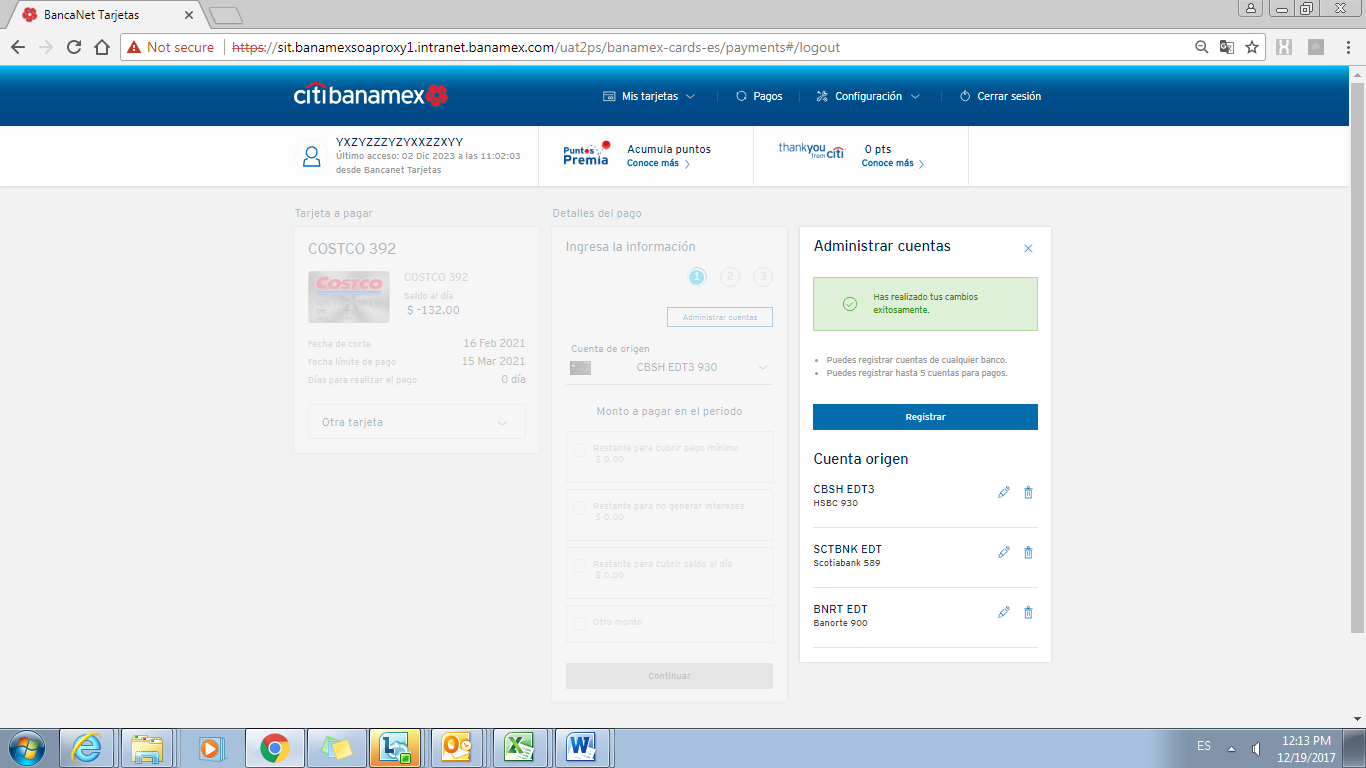 BancaNet Tarjetas
Not secure
https://sit.banamexsoaproxy1.intranet.banamex.com/uat2ps/banamex-cards-es/payments#/logout
citibanamex
Mis tarjetas
Pagos
Configuración
Cerrar sesión
YXZYZZZYZYXXZZXYY
Último acceso: 02 Dic 2023 a las 11:02:03
desde Bancanet Tarjetas
Puntos
Premia
Acumula puntos
Conoce más
thankyou
from citi
0 pts
Conoce más
Tarjeta a pagar
COSTCO 392
COSTCO
COSTCO 392
Saldo al día
$ -132.00
Fecha de corte 16 Feb 2021
Fecha límite de pago 15 Mar 2021
Días para realizar el pago 0 día
Otra tarjeta
Detalles del pago
Ingresa la información
1 2 3
Administrar cuentas
Cuenta de origen
CBSH EDT3 930
Monto a pagar en el periodo
Restante para cubrir pago mínimo
$ 0.00
Restante para no generar intereses
$ 0.00
Restante para cubrir saldo al día
$ 0.00
Otro monto
Continuar
Administrar cuentas
Has realizado tus cambios
exitosamente.
Puedes registrar cuentas de cualquier banco.
Puedes registrar hasta 5 cuentas para pagos.
Registrar
Cuenta origen
CBSH EDT3
HSBC 930
SCTBNK EDT
Scotiabank 589
BNRT EDT
Banorte 900
ES
12:13 PM
12/19/2017